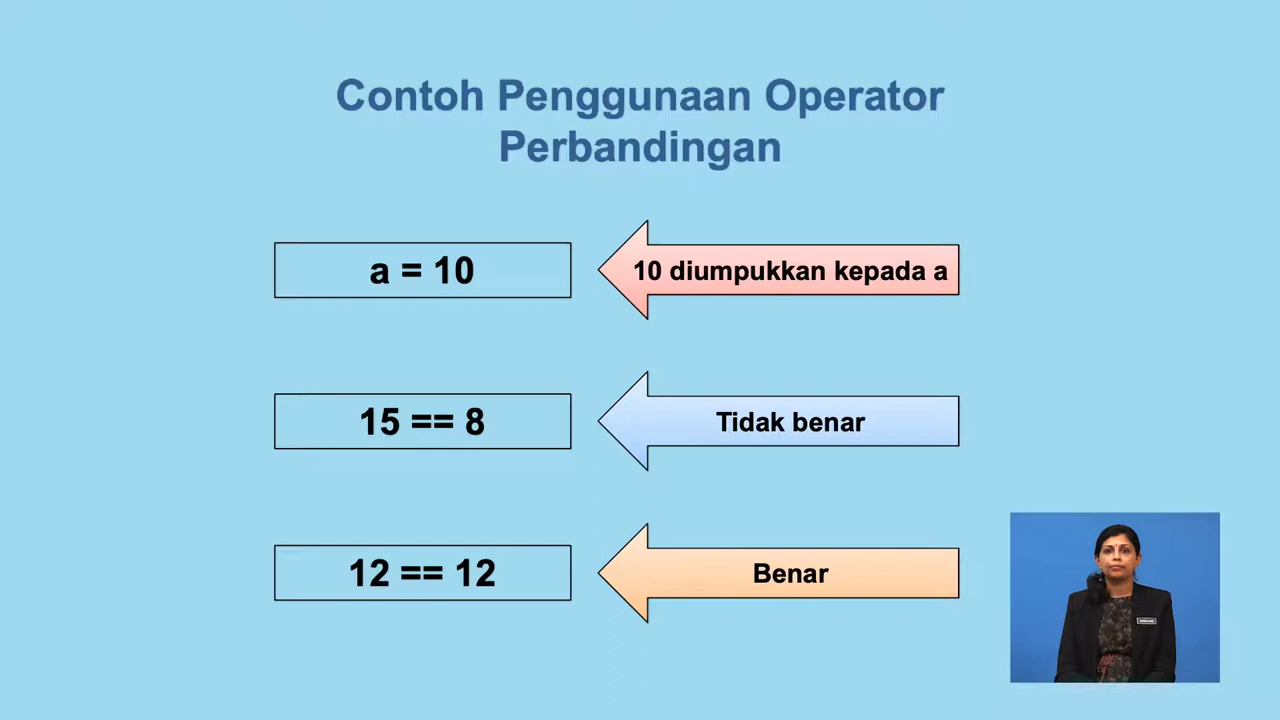 Contoh Penggunaan Operator
Perbandingan
a = 10
10 diumpukkan kepada a
15 == 8
Tidak benar
12 == 12
Benar